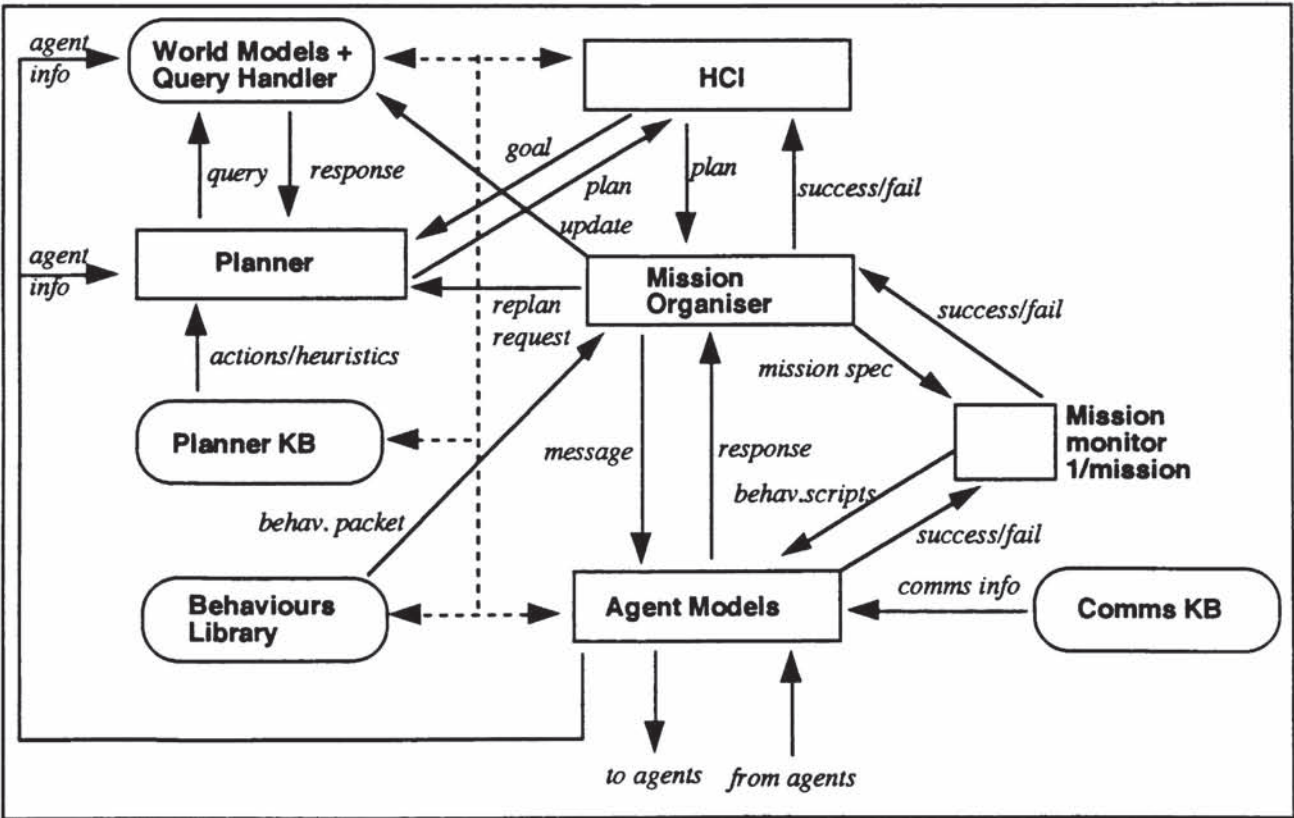 agent
info
World Models +
Query Handler
HCI
query
response
goal
plan
plan
success/fail
update
agent
info
Planner
Mission
Organiser
replan
request
success/fail
actions/heuristics
mission spec
Planner KB
Mission
monitor
1/mission
message
response
behav.scripts
behav. packet
success/fail
Behaviours
Library
Agent Models
comms info
Comms KB
to agents
from agents